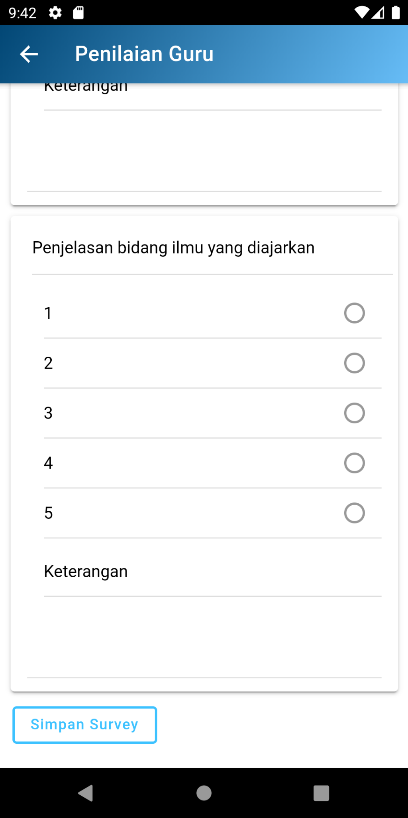 9:42
Penilaian Guru
Keterangan
Penjelasan bidang ilmu yang diajarkan
1
2
3
4
5
Keterangan
Simpan Survey